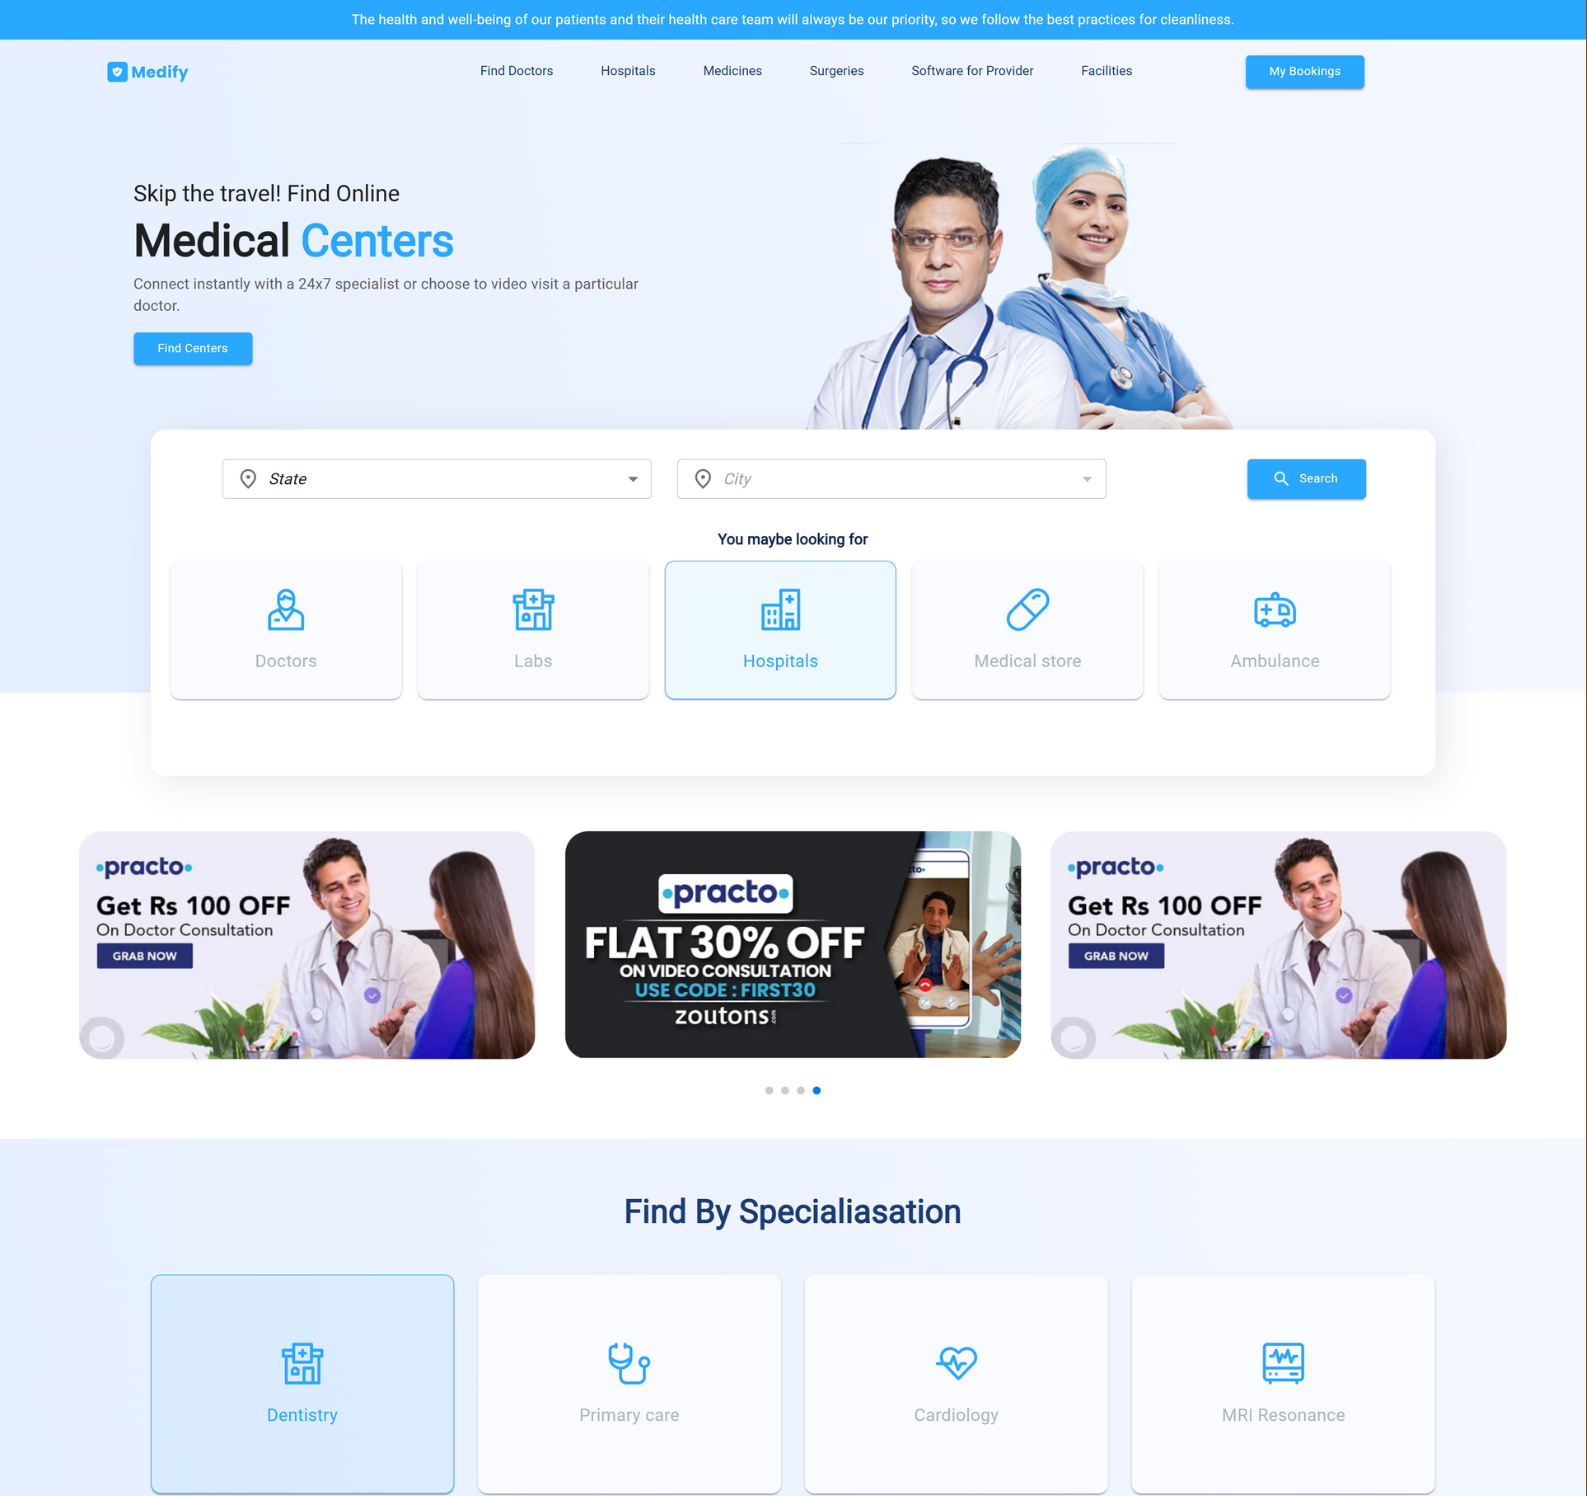 The health and well-being of our patients and their health care team will always be our priority, so we follow the best practices for cleanliness.
Medify
Find Doctors
Hospitals
Medicines
Surgeries
Software for Provider
Facilities
My Bookings
Skip the travel! Find Online
Medical Centers
Connect instantly with a 24x7 specialist or choose to video visit a particular
doctor.
Find Centers
State
City
Search
You maybe looking for
Doctors
Labs
Hospitals
Medical store
Ambulance
practo
Get Rs 100 OFF
On Doctor Consultation
GRAB NOW
practo
FLAT 30% OFF
ON VIDEO CONSULTATION
USE CODE : FIRST30
zoutons.com
practo
Get Rs 100 OFF
On Doctor Consultation
GRAB NOW
Find By Specialiasation
Dentistry
Primary care
Cardiology
MRI Resonance